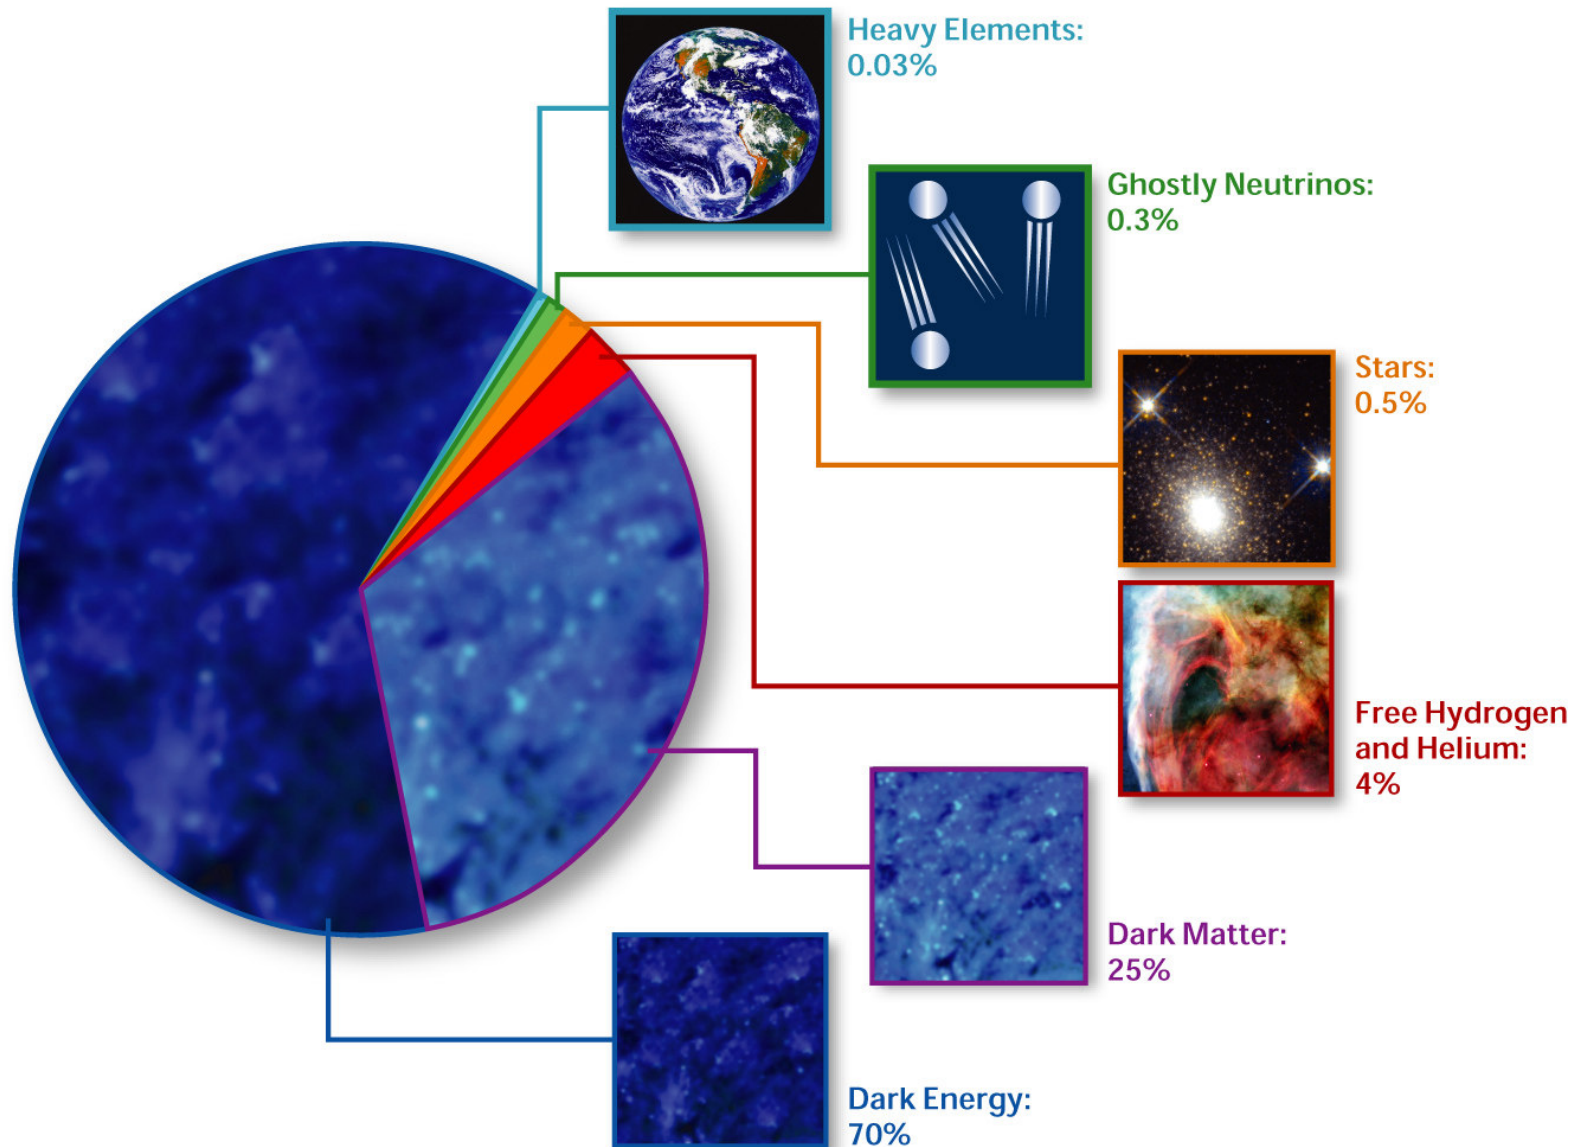 Heavy Elements:
0.03%
Ghostly Neutrinos:
0.3%
Stars:
0.5%
Free Hydrogen
and Helium:
4%
Dark Matter:
25%
Dark Energy:
70%